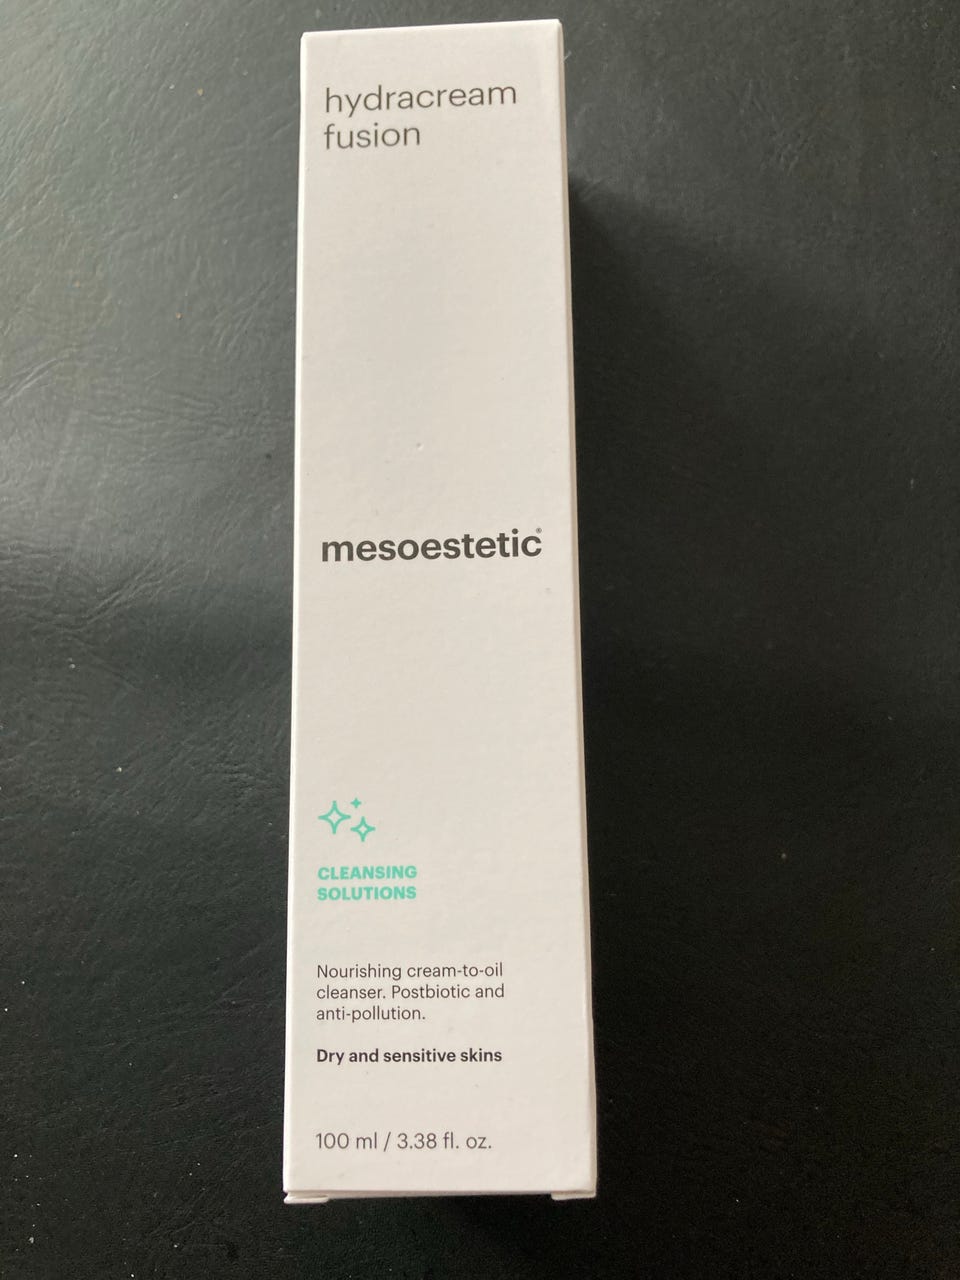 hydracream
fusion
mesoestetic®
CLEANSING
SOLUTIONS
Nourishing cream-to-oil
cleanser. Postbiotic and
anti-pollution.
Dry and sensitive skins
100 ml / 3.38 fl. oz.